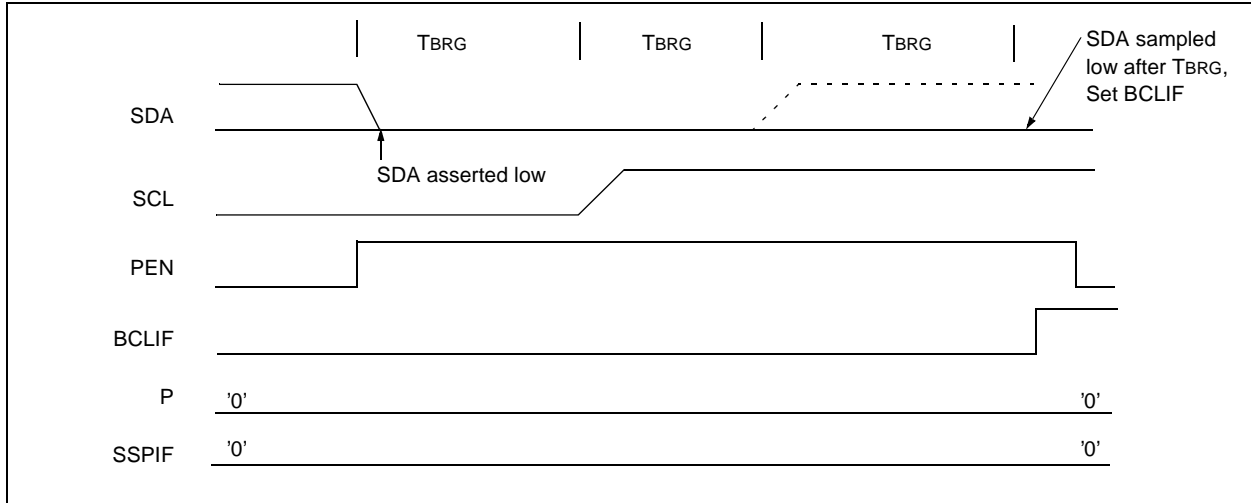 TBRG TBRG TBRG
SDA sampled
low after TBRG,
Set BCLIF
SDA
SDA asserted low
SCL
PEN
BCLIF
P '0' '0'
SSPIF '0' '0'